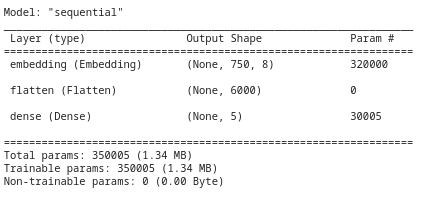 Model: "sequential"
_________________________________________________________________
Layer (type) Output Shape Param #
=================================================================
embedding (Embedding) (None, 750, 8) 320000
flatten (Flatten) (None, 6000) 0
dense (Dense) (None, 5) 30005
=================================================================
Total params: 350005 (1.34 MB)
Trainable params: 350005 (1.34 MB)
Non-trainable params: 0 (0.00 Byte)